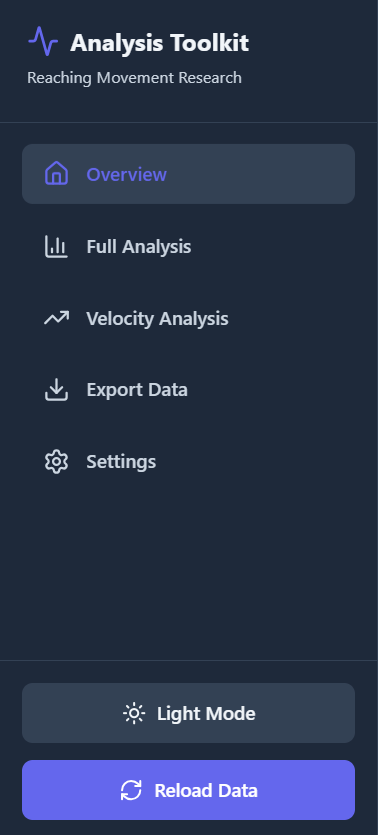 Analysis Toolkit
Reaching Movement Research
Overview
Full Analysis
Velocity Analysis
Export Data
Settings
Light Mode
Reload Data